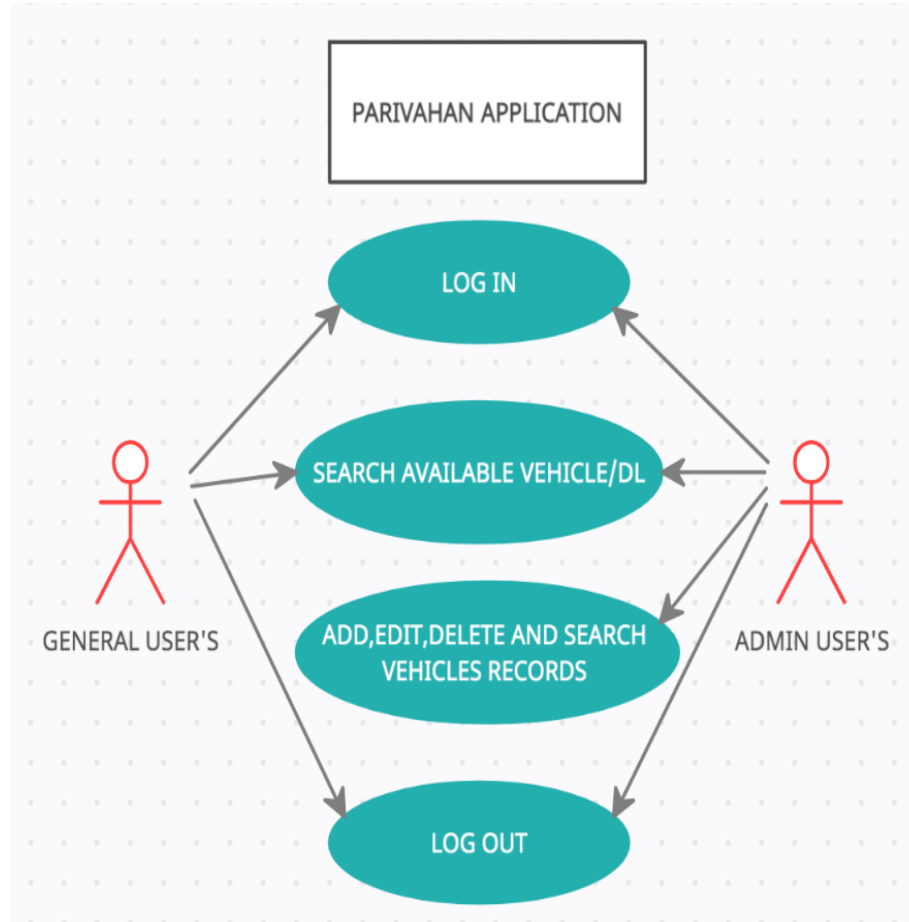 PARIVAHAN APPLICATION
LOG IN
SEARCH AVAILABLE VEHICLE/DL
GENERAL USER'S
ADD,EDIT,DELETE AND SEARCH
VEHICLES RECORDS
ADMIN USER'S
LOG OUT